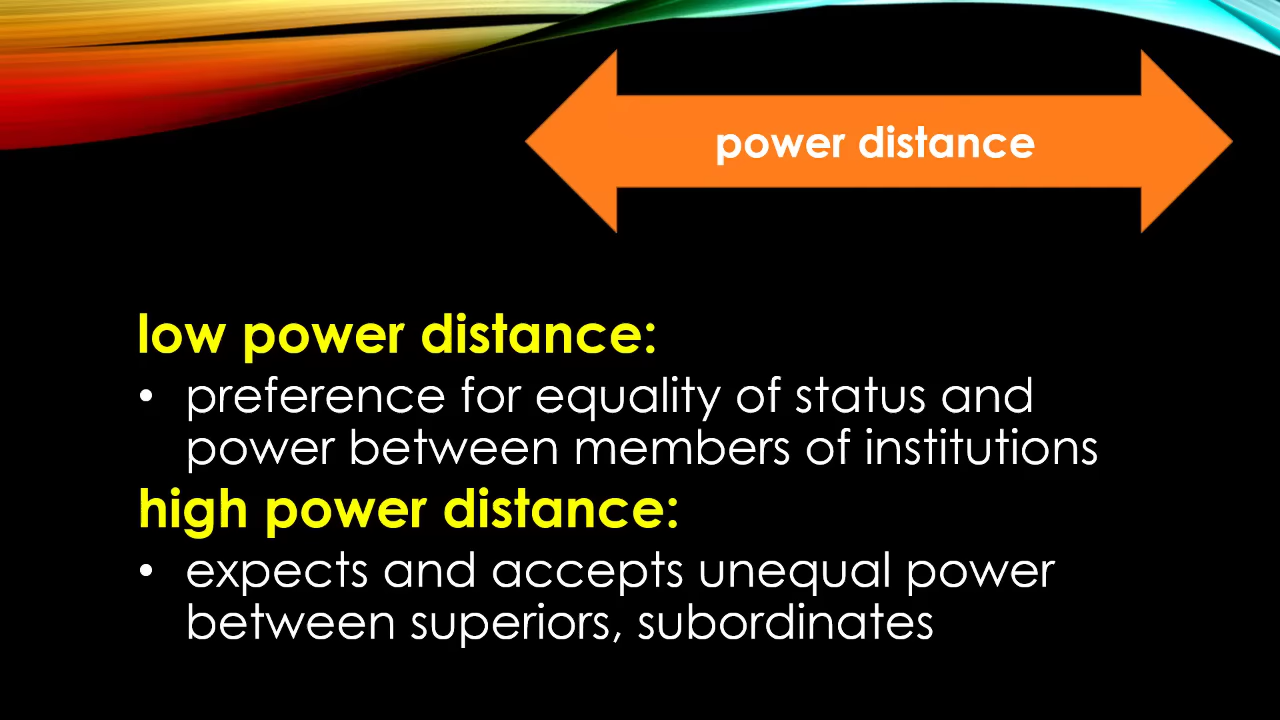 power distance
low power distance:
• preference for equality of status and
power between members of institutions
high power distance:
• expects and accepts unequal power
between superiors, subordinates